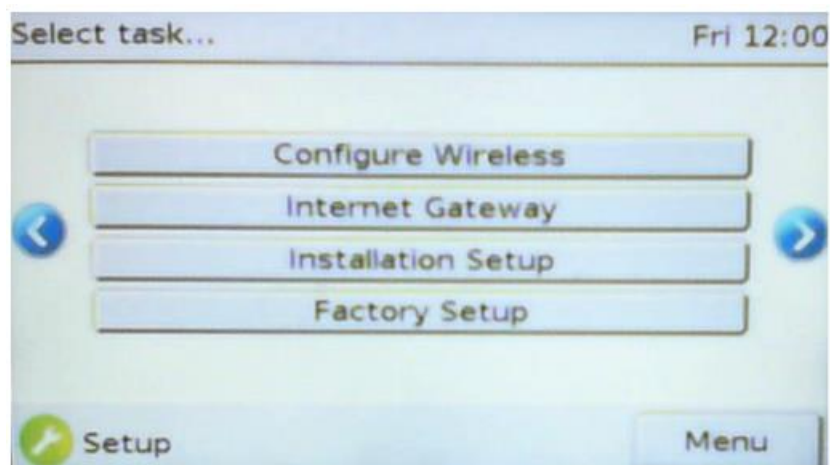 Select task...
Fri 12:00
Configure Wireless
Internet Gateway
Installation Setup
Factory Setup
Setup
Menu